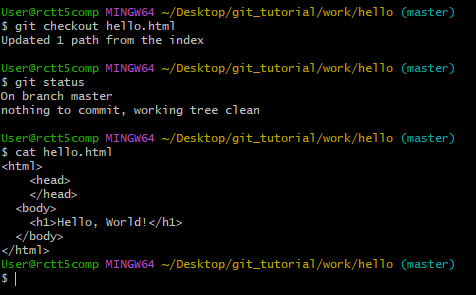 User@rctt5comp MINGW64 ~/Desktop/git_tutorial/work/hello (master)
$ git checkout hello.html
Updated 1 path from the index

User@rctt5comp MINGW64 ~/Desktop/git_tutorial/work/hello (master)
$ git status
On branch master
nothing to commit, working tree clean

User@rctt5comp MINGW64 ~/Desktop/git_tutorial/work/hello (master)
$ cat hello.html
<html>
    <head>
    </head>
  <body>
    <h1>Hello, World!</h1>
  </body>
</html>
User@rctt5comp MINGW64 ~/Desktop/git_tutorial/work/hello (master)
$